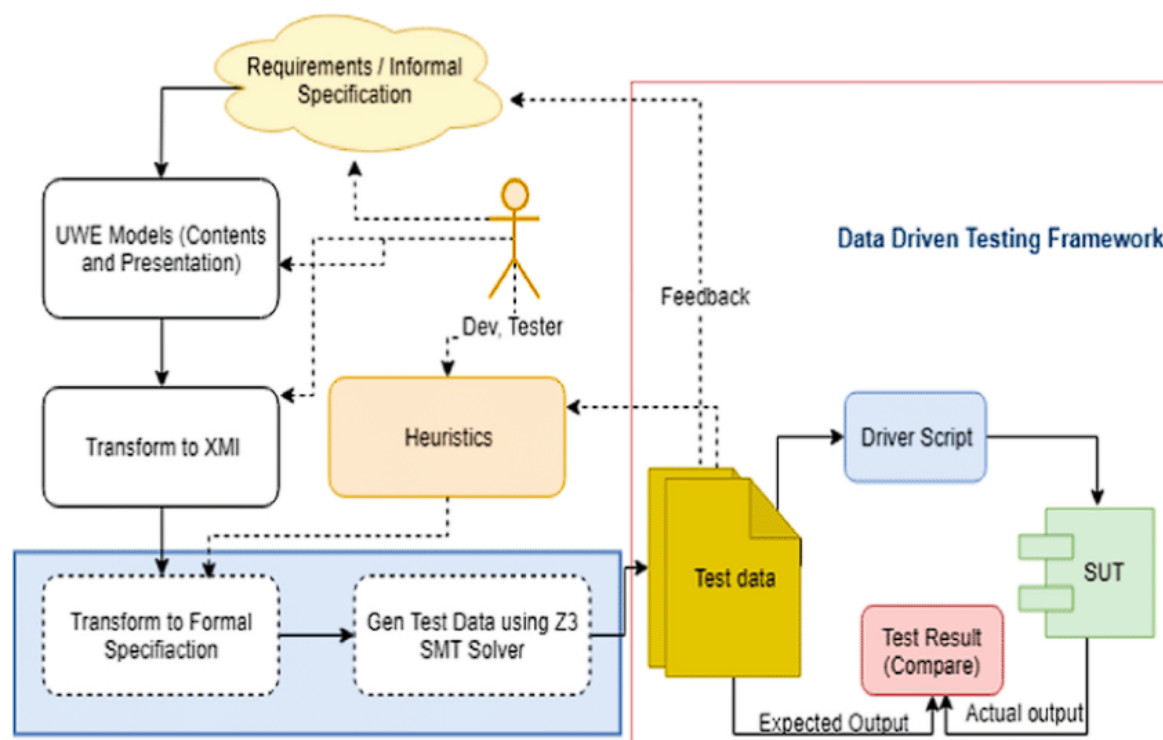 Requirements / Informal
Specification
UWE Models (Contents
and Presentation)
Data Driven Testing Framework
Feedback
Dev, Tester
Transform to XMI
Heuristics
Driver Script
Test data
SUT
Transform to Formal
Specifiaction
Gen Test Data using Z3
SMT Solver
Test Result
(Compare)
Expected Output
Actual output